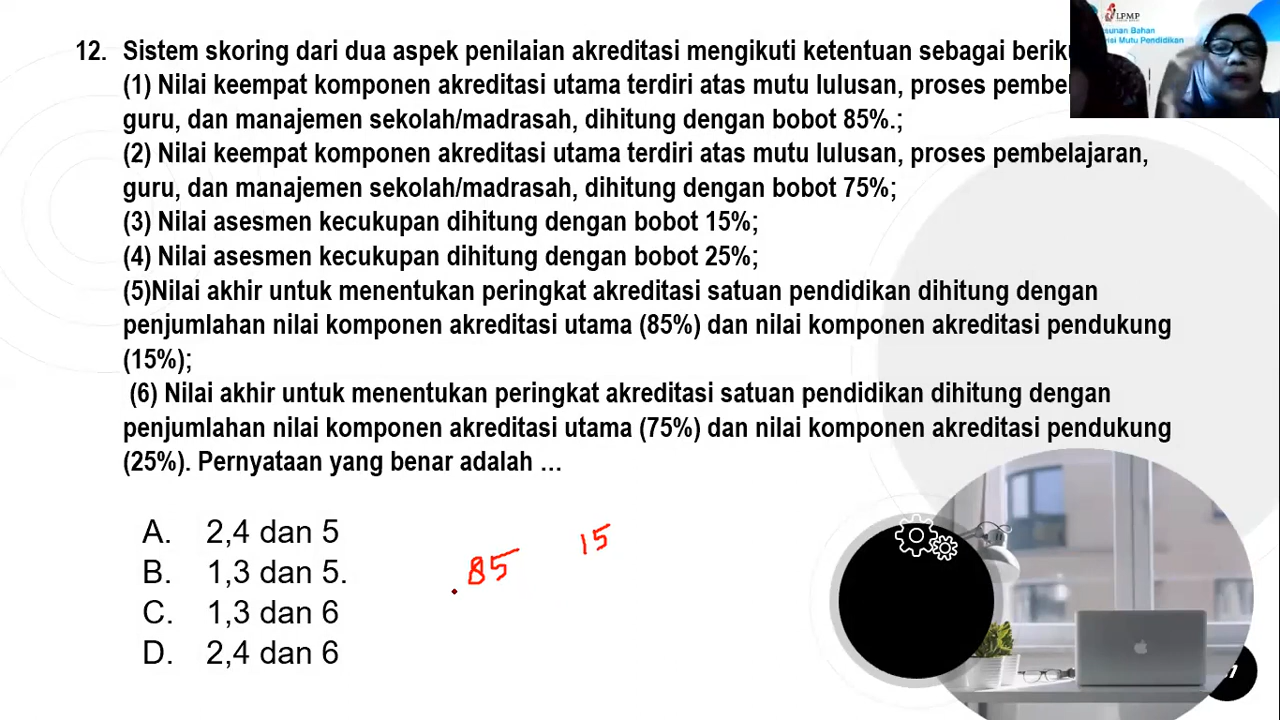 LPMP
sunan Bahan
isi Mutu Pendidikan
12. Sistem skoring dari dua aspek penilaian akreditasi mengikuti ketentuan sebagai beriku
(1) Nilai keempat komponen akreditasi utama terdiri atas mutu lulusan, proses pembel
guru, dan manajemen sekolah/madrasah, dihitung dengan bobot 85%.;
(2) Nilai keempat komponen akreditasi utama terdiri atas mutu lulusan, proses pembelajaran,
guru, dan manajemen sekolah/madrasah, dihitung dengan bobot 75%;
(3) Nilai asesmen kecukupan dihitung dengan bobot 15%;
(4) Nilai asesmen kecukupan dihitung dengan bobot 25%;
(5)Nilai akhir untuk menentukan peringkat akreditasi satuan pendidikan dihitung dengan
penjumlahan nilai komponen akreditasi utama (85%) dan nilai komponen akreditasi pendukung
(15%);
(6) Nilai akhir untuk menentukan peringkat akreditasi satuan pendidikan dihitung dengan
penjumlahan nilai komponen akreditasi utama (75%) dan nilai komponen akreditasi pendukung
(25%). Pernyataan yang benar adalah ...
A. 2,4 dan 5
B. 1,3 dan 5.
C. 1,3 dan 6
D. 2,4 dan 6
85 15